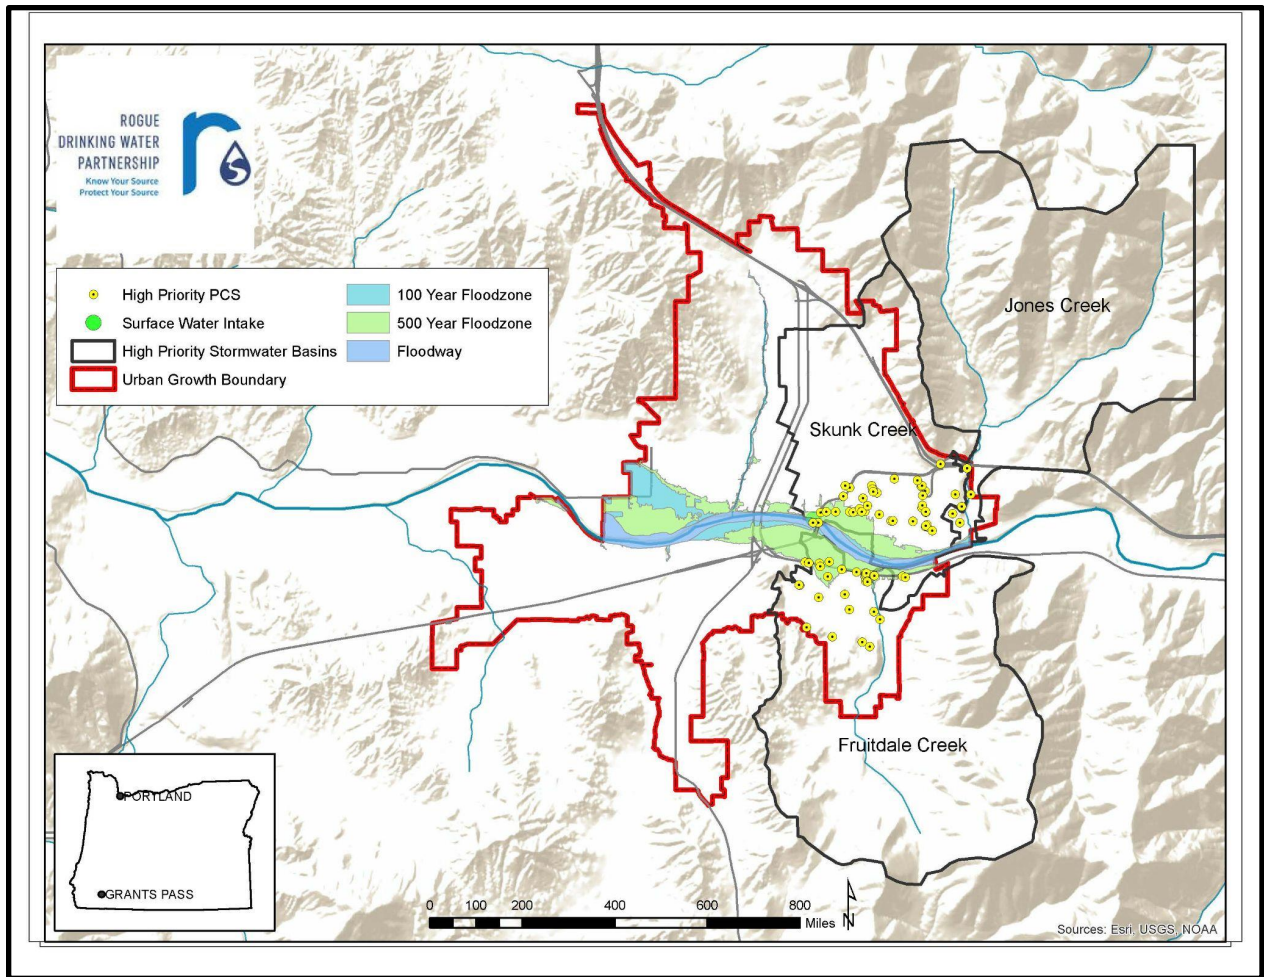 ROGUE
DRINKING WATER
PARTNERSHIP
Know Your Source
Protect Your Source
High Priority PCS
Surface Water Intake
High Priority Stormwater Basins
Urban Growth Boundary
100 Year Floodzone
500 Year Floodzone
Floodway
Jones Creek
Skunk Creek
Fruitdale Creek
PORTLAND
GRANTS PASS
0 100 200 400 600 800
Miles
N
Sources: Esri, USGS, NOAA